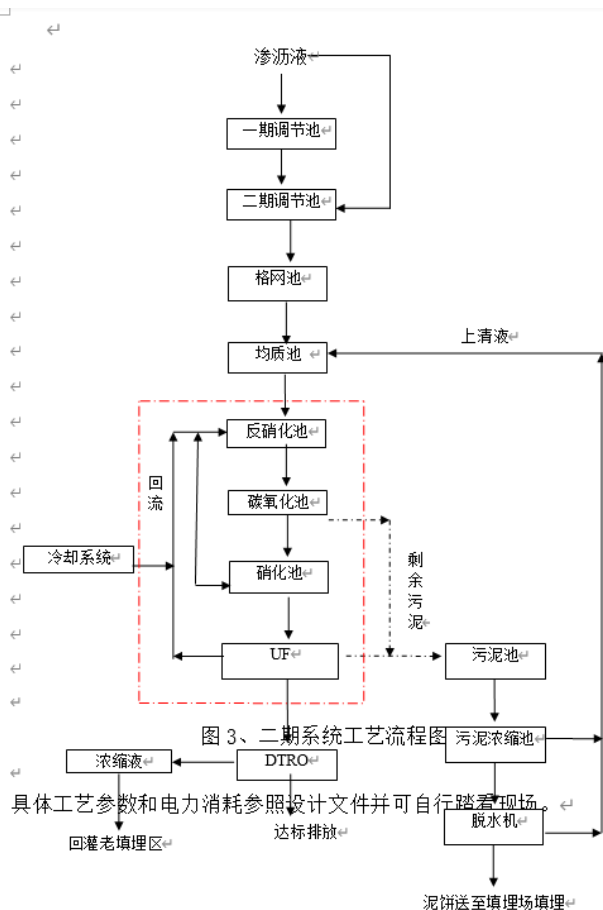 渗沥液
一期调节池
二期调节池
格网池
均质池
上清液
反硝化池
回流
碳氧化池
冷却系统
硝化池
剩余污泥
UF
污泥池
图 3、二期系统工艺流程图
污泥浓缩池
浓缩液
DTRO
具体工艺参数和电力消耗参照设计文件并可自行踏看现场。
脱水机
达标排放
回灌老填埋区
泥饼送至填埋场填埋